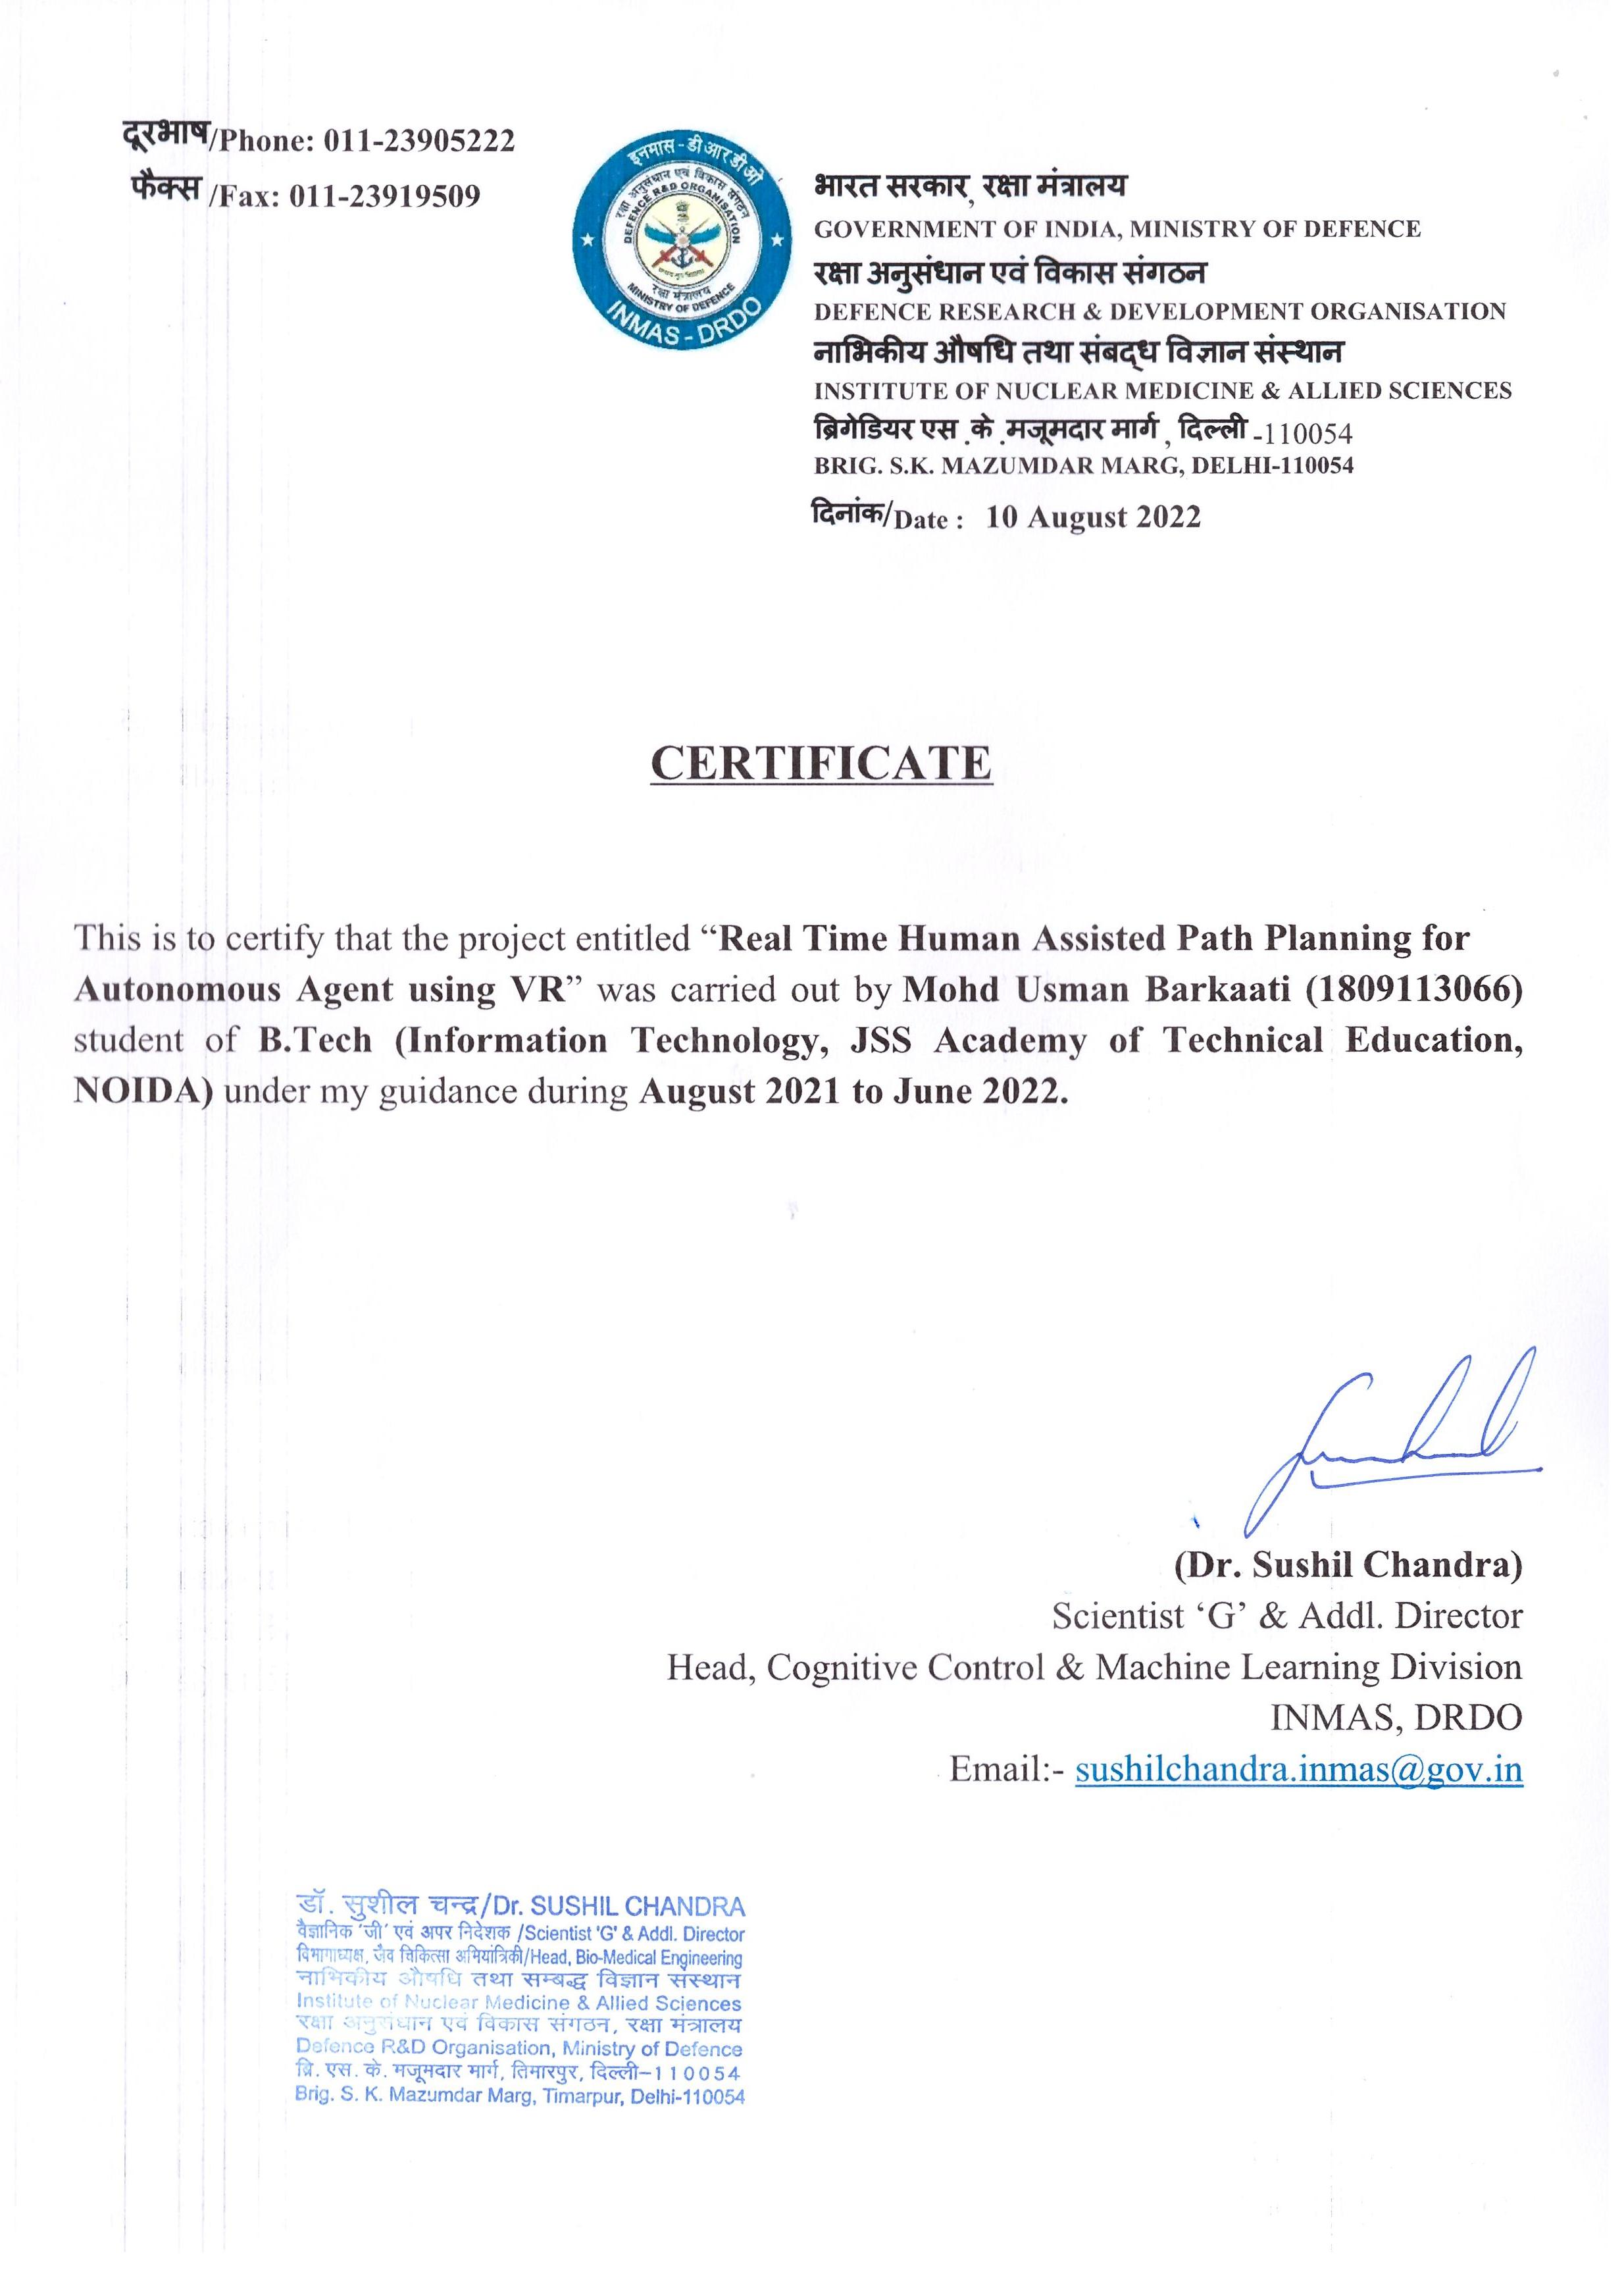 दूरभाष/Phone: 011-23905222
फैक्स /Fax: 011-23919509
इनमास - डी आर डी ओ
रक्षा अनुसंधान एवं विकास संगठन
DEFENCE R&D ORGANISATION
रक्षा मंत्रालय
MINISTRY OF DEFENCE
INMAS - DRDO
भारत सरकार, रक्षा मंत्रालय
GOVERNMENT OF INDIA, MINISTRY OF DEFENCE
रक्षा अनुसंधान एवं विकास संगठन
DEFENCE RESEARCH & DEVELOPMENT ORGANISATION
नाभिकीय औषधि तथा संबद्ध विज्ञान संस्थान
INSTITUTE OF NUCLEAR MEDICINE & ALLIED SCIENCES
ब्रिगेडियर एस .के .मजूमदार मार्ग , दिल्ली -110054
BRIG. S.K. MAZUMDAR MARG, DELHI-110054
दिनांक/Date : 10 August 2022
CERTIFICATE
This is to certify that the project entitled “Real Time Human Assisted Path Planning for
Autonomous Agent using VR” was carried out by Mohd Usman Barkaati (1809113066)
student of B.Tech (Information Technology, JSS Academy of Technical Education,
NOIDA) under my guidance during August 2021 to June 2022.
(Dr. Sushil Chandra)
Scientist ‘G’ & Addl. Director
Head, Cognitive Control & Machine Learning Division
INMAS, DRDO
Email:- sushilchandra.inmas@gov.in
डॉ. सुशील चन्द्र/Dr. SUSHIL CHANDRA
वैज्ञानिक 'जी' एवं अपर निदेशक /Scientist 'G' & Addl. Director
विभागाध्यक्ष, जैव चिकित्सा अभियांत्रिकी/Head, Bio-Medical Engineering
नाभिकीय औषधि तथा सम्बद्ध विज्ञान संस्थान
Institute of Nuclear Medicine & Allied Sciences
रक्षा अनुसंधान एवं विकास संगठन, रक्षा मंत्रालय
Defence R&D Organisation, Ministry of Defence
ब्रि. एस. के. मजूमदार मार्ग, तिमारपुर, दिल्ली-110054
Brig. S. K. Mazumdar Marg, Timarpur, Delhi-110054